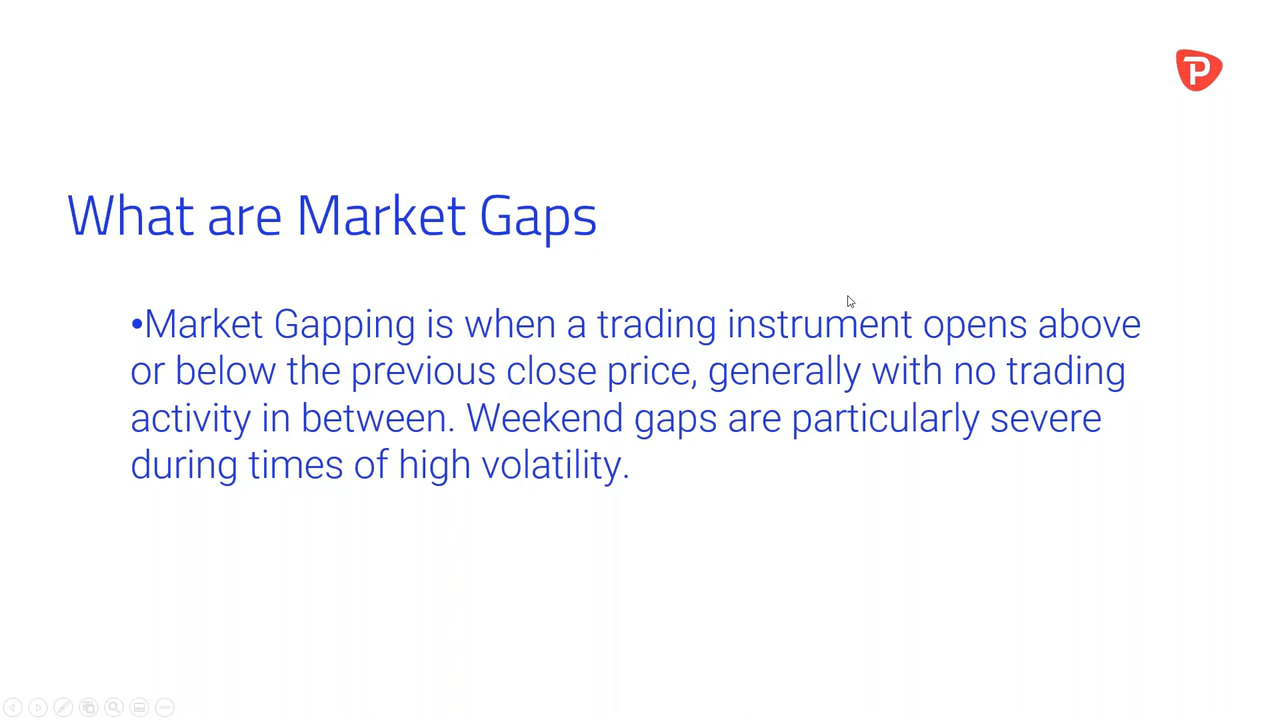 P
What are Market Gaps
•Market Gapping is when a trading instrument opens above
or below the previous close price, generally with no trading
activity in between. Weekend gaps are particularly severe
during times of high volatility.